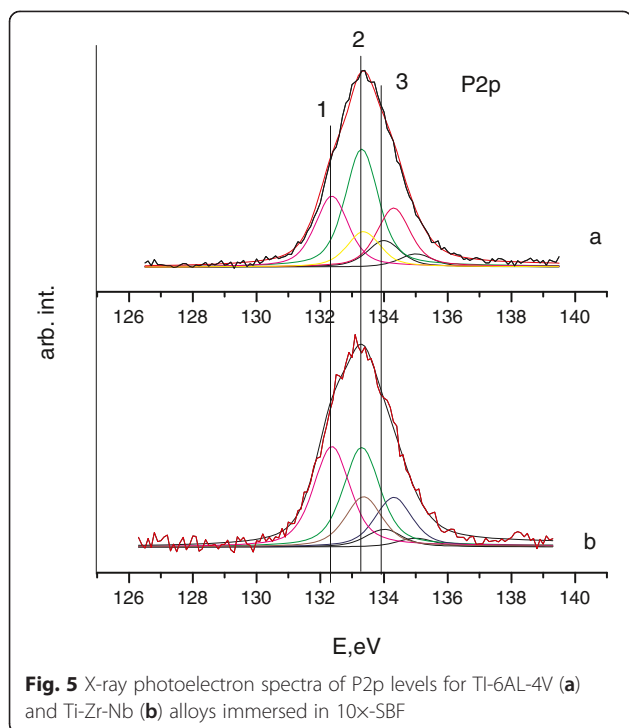 2
1
3
P2p
a
126 128 130 132 134 136 138 140
arb. int.
b
126 128 130 132 134 136 138 140
E,eV
Fig. 5 X-ray photoelectron spectra of P2p levels for TI-6AL-4V (a)
and Ti-Zr-Nb (b) alloys immersed in 10×-SBF